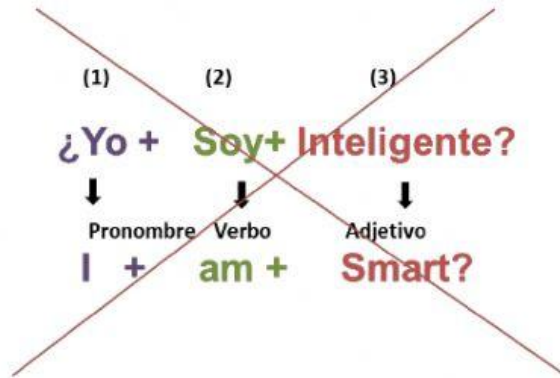 (1) (2) (3)
¿Yo + Soy+ Inteligente?
Pronombre Verbo Adjetivo
I + am + Smart?